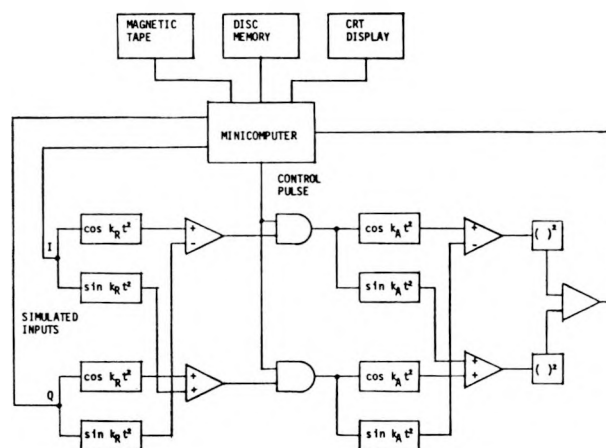 MAGNETIC
TAPE
DISC
MEMORY
CRT
DISPLAY
MINICOMPUTER
CONTROL
PULSE
I
cos k_R t²
+
-
cos k_A t²
+
-
( )²
sin k_R t²
sin k_A t²
SIMULATED
INPUTS
Q
cos k_R t²
+
+
cos k_A t²
+
+
( )²
sin k_R t²
sin k_A t²